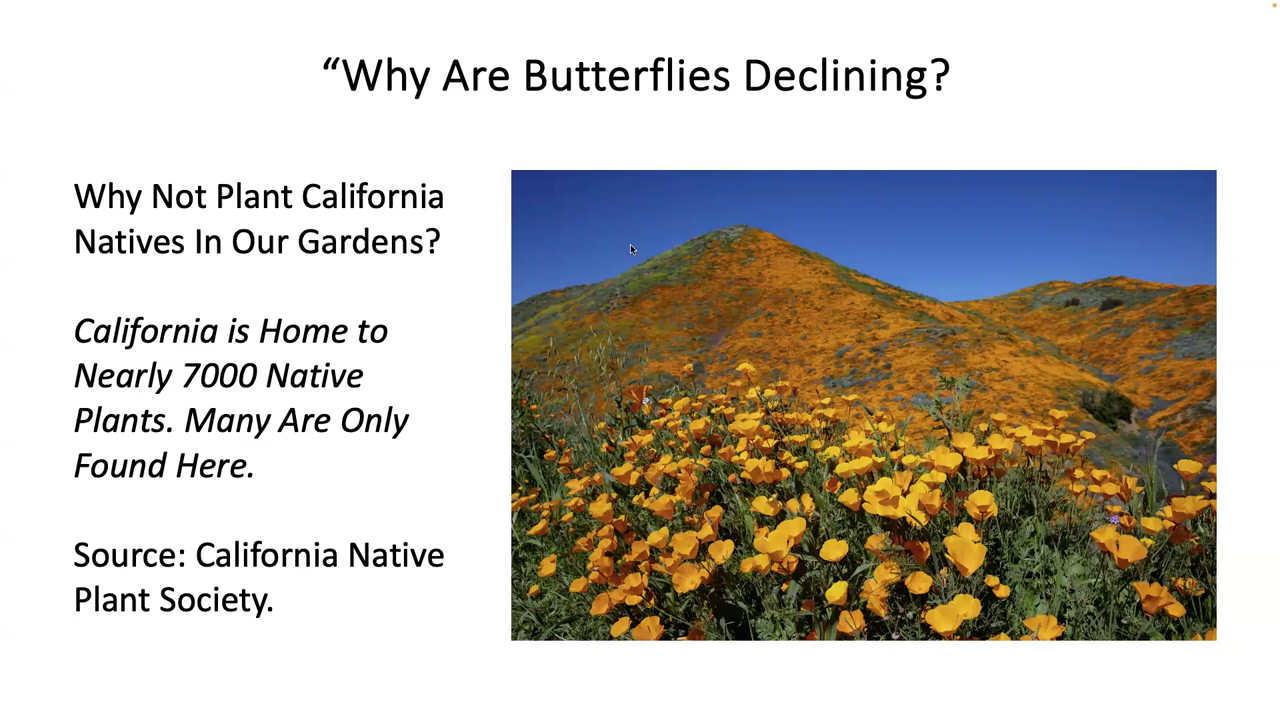 “Why Are Butterflies Declining?
Why Not Plant California
Natives In Our Gardens?
California is Home to
Nearly 7000 Native
Plants. Many Are Only
Found Here.
Source: California Native
Plant Society.